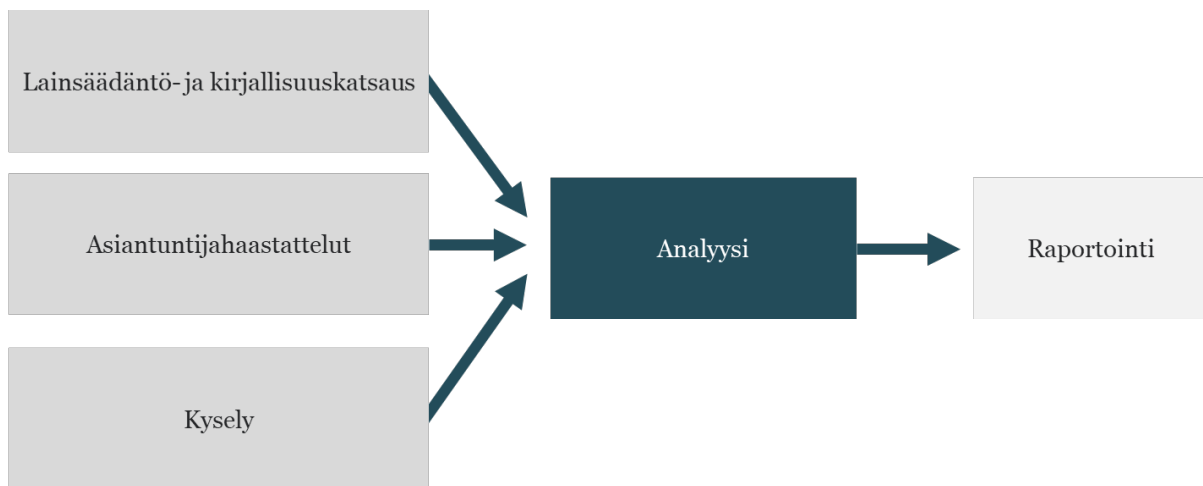 Lainsäädäntö- ja kirjallisuuskatsaus
Asiantuntijahaastattelut
Kysely
Analyysi
Raportointi